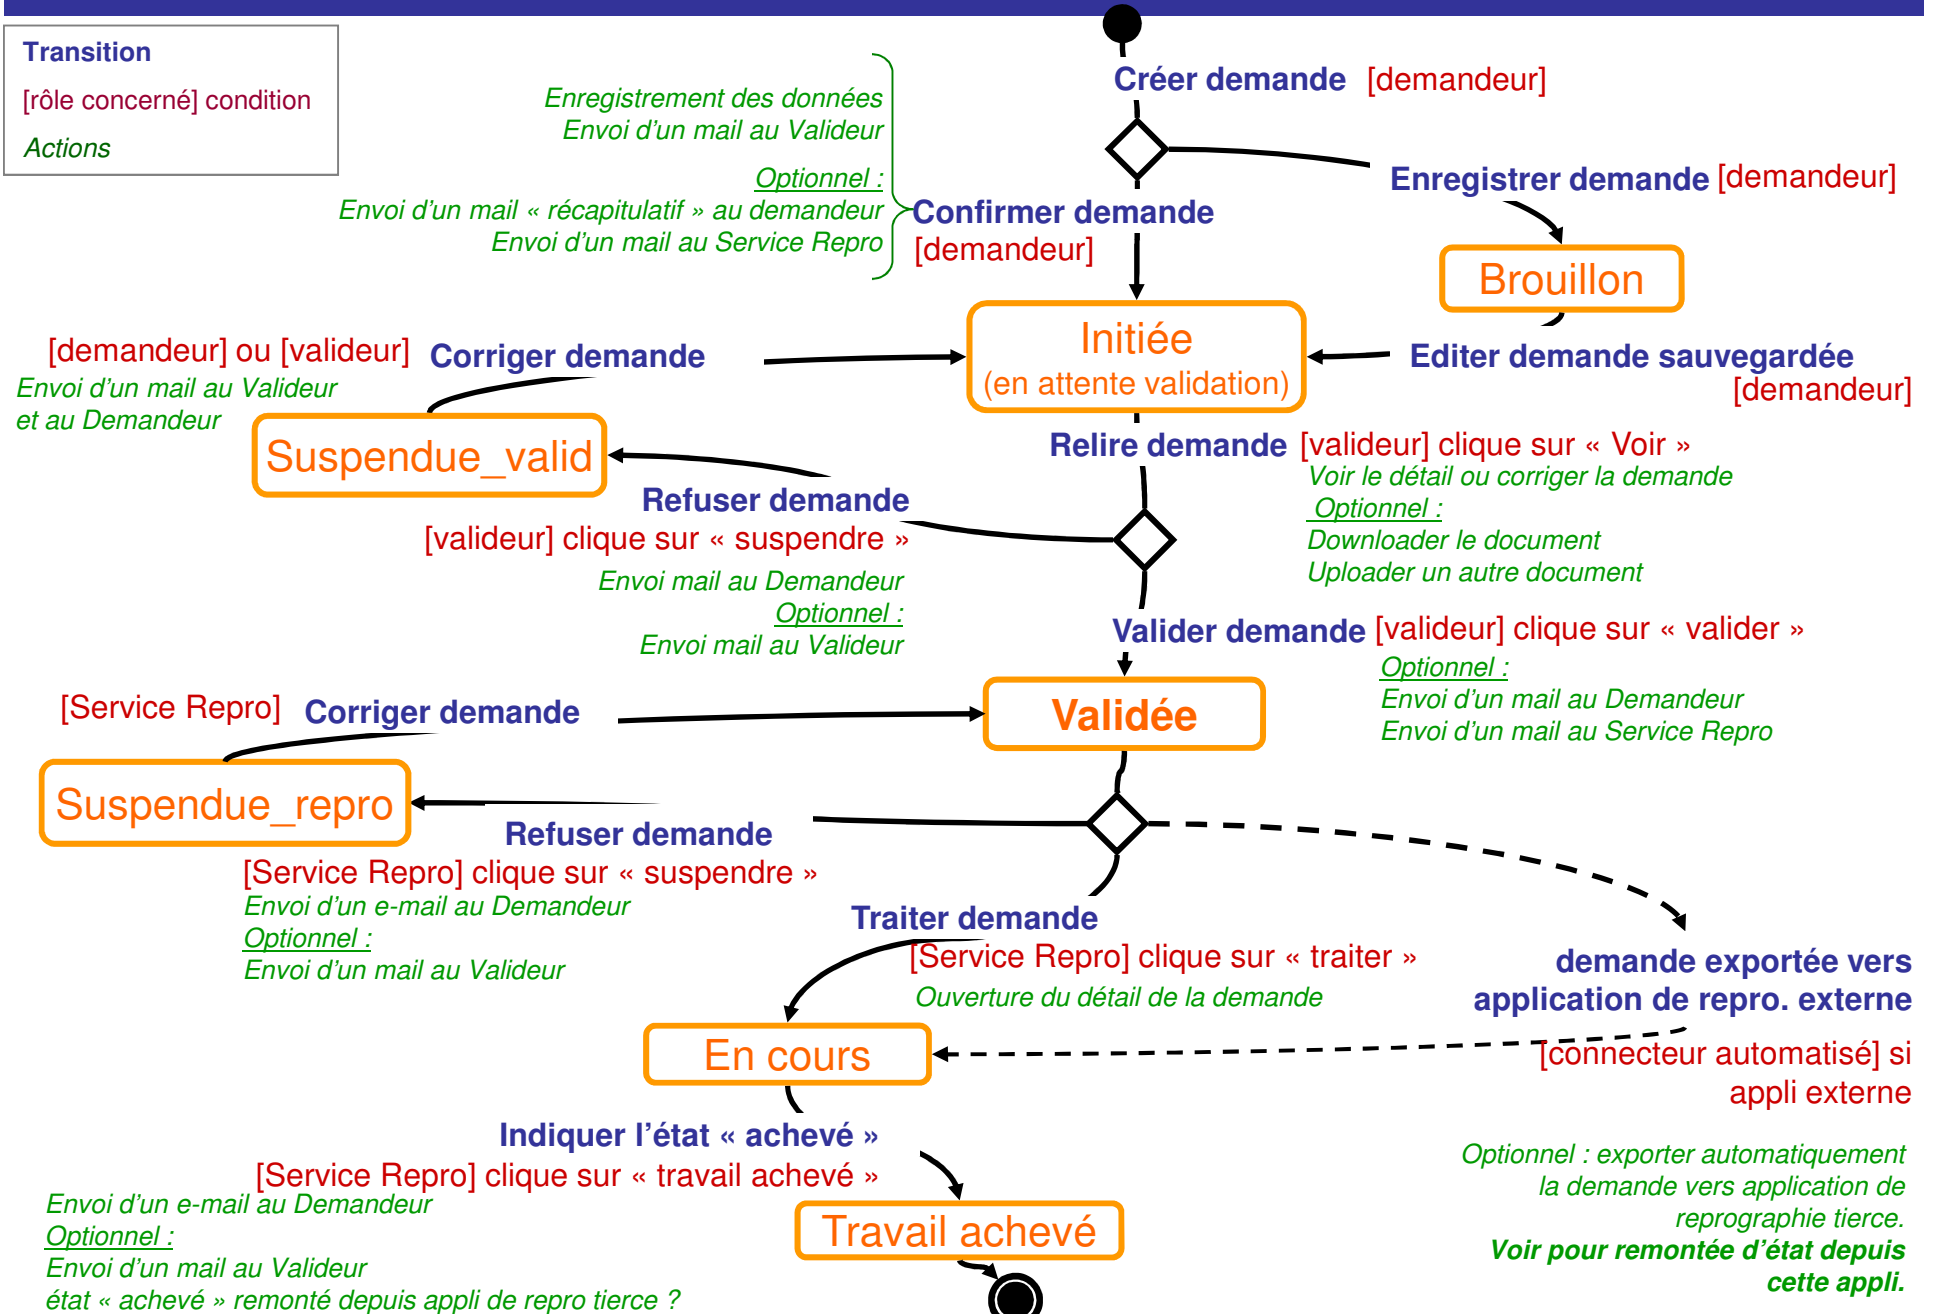 Transition
[rôle concerné] condition
Actions
Créer demande [demandeur]
Enregistrement des données
Envoi d'un mail au Valideur
Optionnel :
Envoi d'un mail « récapitulatif » au demandeur
Envoi d'un mail au Service Repro
Confirmer demande
[demandeur]
Enregistrer demande [demandeur]
Brouillon
Initiée
(en attente validation)
Editer demande sauvegardée
[demandeur]
[demandeur] ou [valideur] Corriger demande
Envoi d'un mail au Valideur
et au Demandeur
Suspendue_valid
Relire demande [valideur] clique sur « Voir »
Voir le détail ou corriger la demande
Optionnel :
Downloader le document
Uploader un autre document
Refuser demande
[valideur] clique sur « suspendre »
Envoi mail au Demandeur
Optionnel :
Envoi mail au Valideur
Valider demande [valideur] clique sur « valider »
Optionnel :
Envoi d'un mail au Demandeur
Envoi d'un mail au Service Repro
[Service Repro] Corriger demande
Validée
Suspendue_repro
Refuser demande
[Service Repro] clique sur « suspendre »
Envoi d'un e-mail au Demandeur
Optionnel :
Envoi d'un mail au Valideur
Traiter demande
[Service Repro] clique sur « traiter »
Ouverture du détail de la demande
demande exportée vers
application de repro. externe
[connecteur automatisé] si
appli externe
En cours
Indiquer l'état « achevé »
[Service Repro] clique sur « travail achevé »
Envoi d'un e-mail au Demandeur
Optionnel :
Envoi d'un mail au Valideur
état « achevé » remonté depuis appli de repro tierce ?
Travail achevé
Optionnel : exporter automatiquement
la demande vers application de
reprographie tierce.
Voir pour remontée d'état depuis
cette appli.